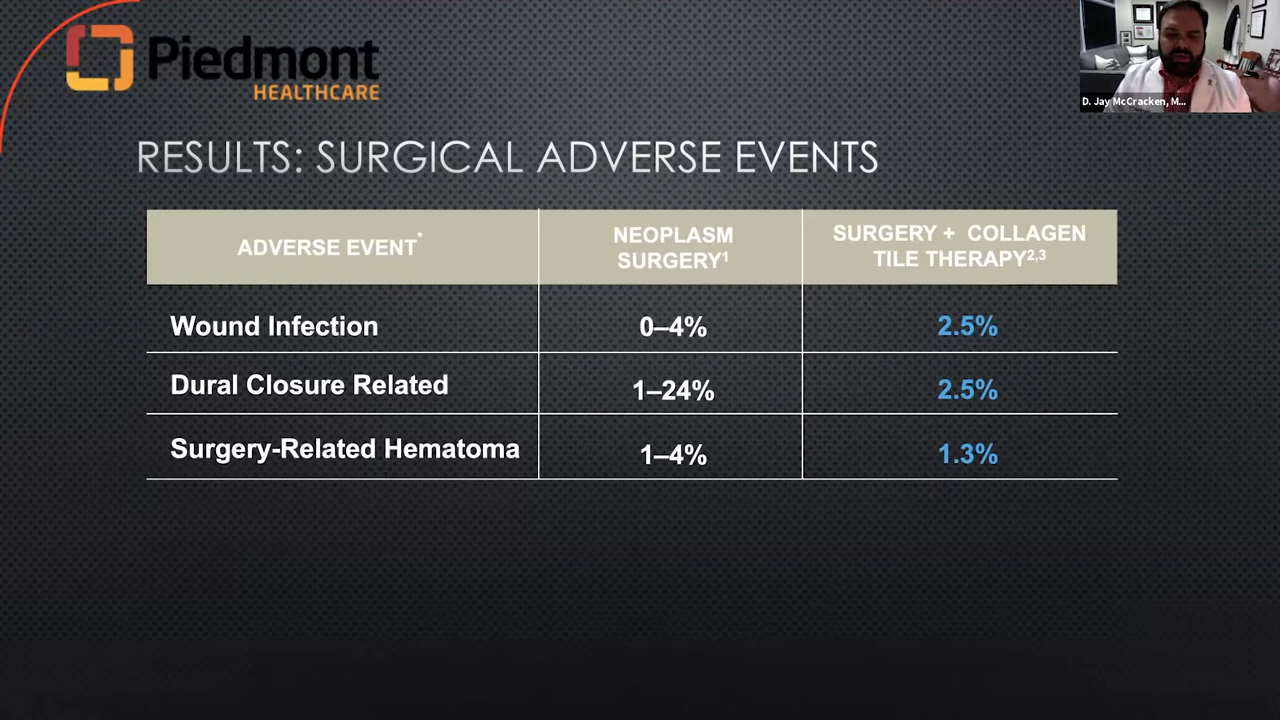 Piedmont
HEALTHCARE
D. Jay McCracken, M...
RESULTS: SURGICAL ADVERSE EVENTS
ADVERSE EVENT*
NEOPLASM
SURGERY¹
SURGERY + COLLAGEN
TILE THERAPY²,³
Wound Infection 0–4% 2.5%
Dural Closure Related 1–24% 2.5%
Surgery-Related Hematoma 1–4% 1.3%